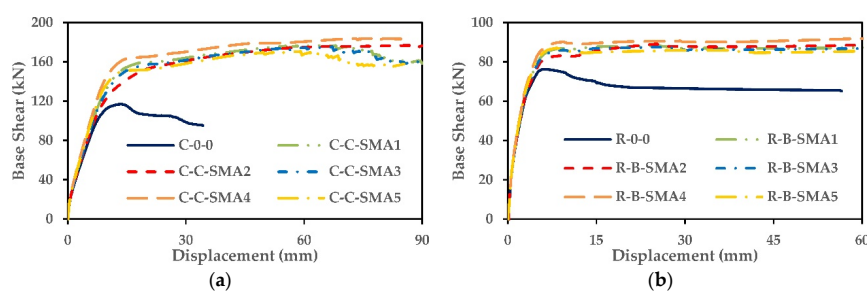 Base Shear (kN)
200
160
120
80
40
0
C-0-0
C-C-SMA1
C-C-SMA2
C-C-SMA3
C-C-SMA4
C-C-SMA5
0
30
60
90
Displacement (mm)
(a)
Base Shear (kN)
100
80
60
40
20
0
R-0-0
R-B-SMA1
R-B-SMA2
R-B-SMA3
R-B-SMA4
R-B-SMA5
0
15
30
45
60
Displacement (mm)
(b)